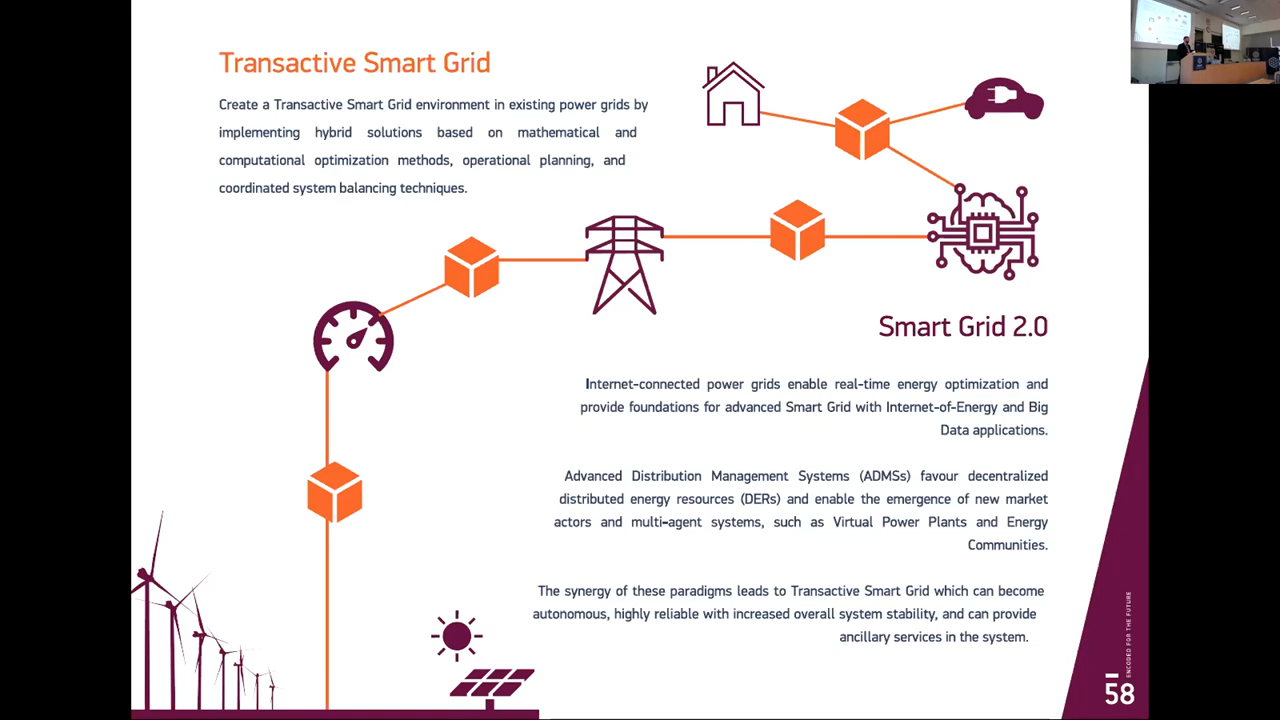 Transactive Smart Grid
Create a Transactive Smart Grid environment in existing power grids by
implementing hybrid solutions based on mathematical and
computational optimization methods, operational planning, and
coordinated system balancing techniques.
Smart Grid 2.0
Internet-connected power grids enable real-time energy optimization and
provide foundations for advanced Smart Grid with Internet-of-Energy and Big
Data applications.
Advanced Distribution Management Systems (ADMSs) favour decentralized
distributed energy resources (DERs) and enable the emergence of new market
actors and multi-agent systems, such as Virtual Power Plants and Energy
Communities.
The synergy of these paradigms leads to Transactive Smart Grid which can become
autonomous, highly reliable with increased overall system stability, and can provide
ancillary services in the system.
ENCODED FOR THE FUTURE
58